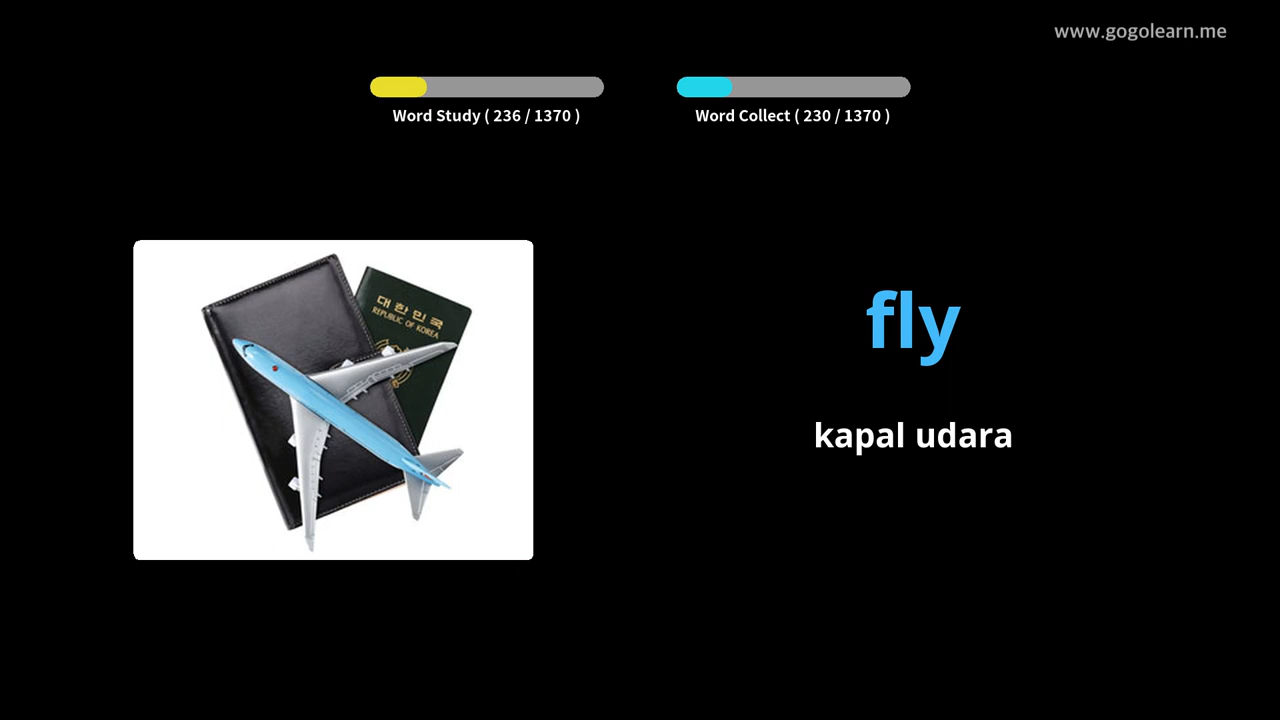 www.gogolearn.me
Word Study ( 236 / 1370 )
Word Collect ( 230 / 1370 )
대한민국
REPUBLIC OF KOREA
fly
kapal udara